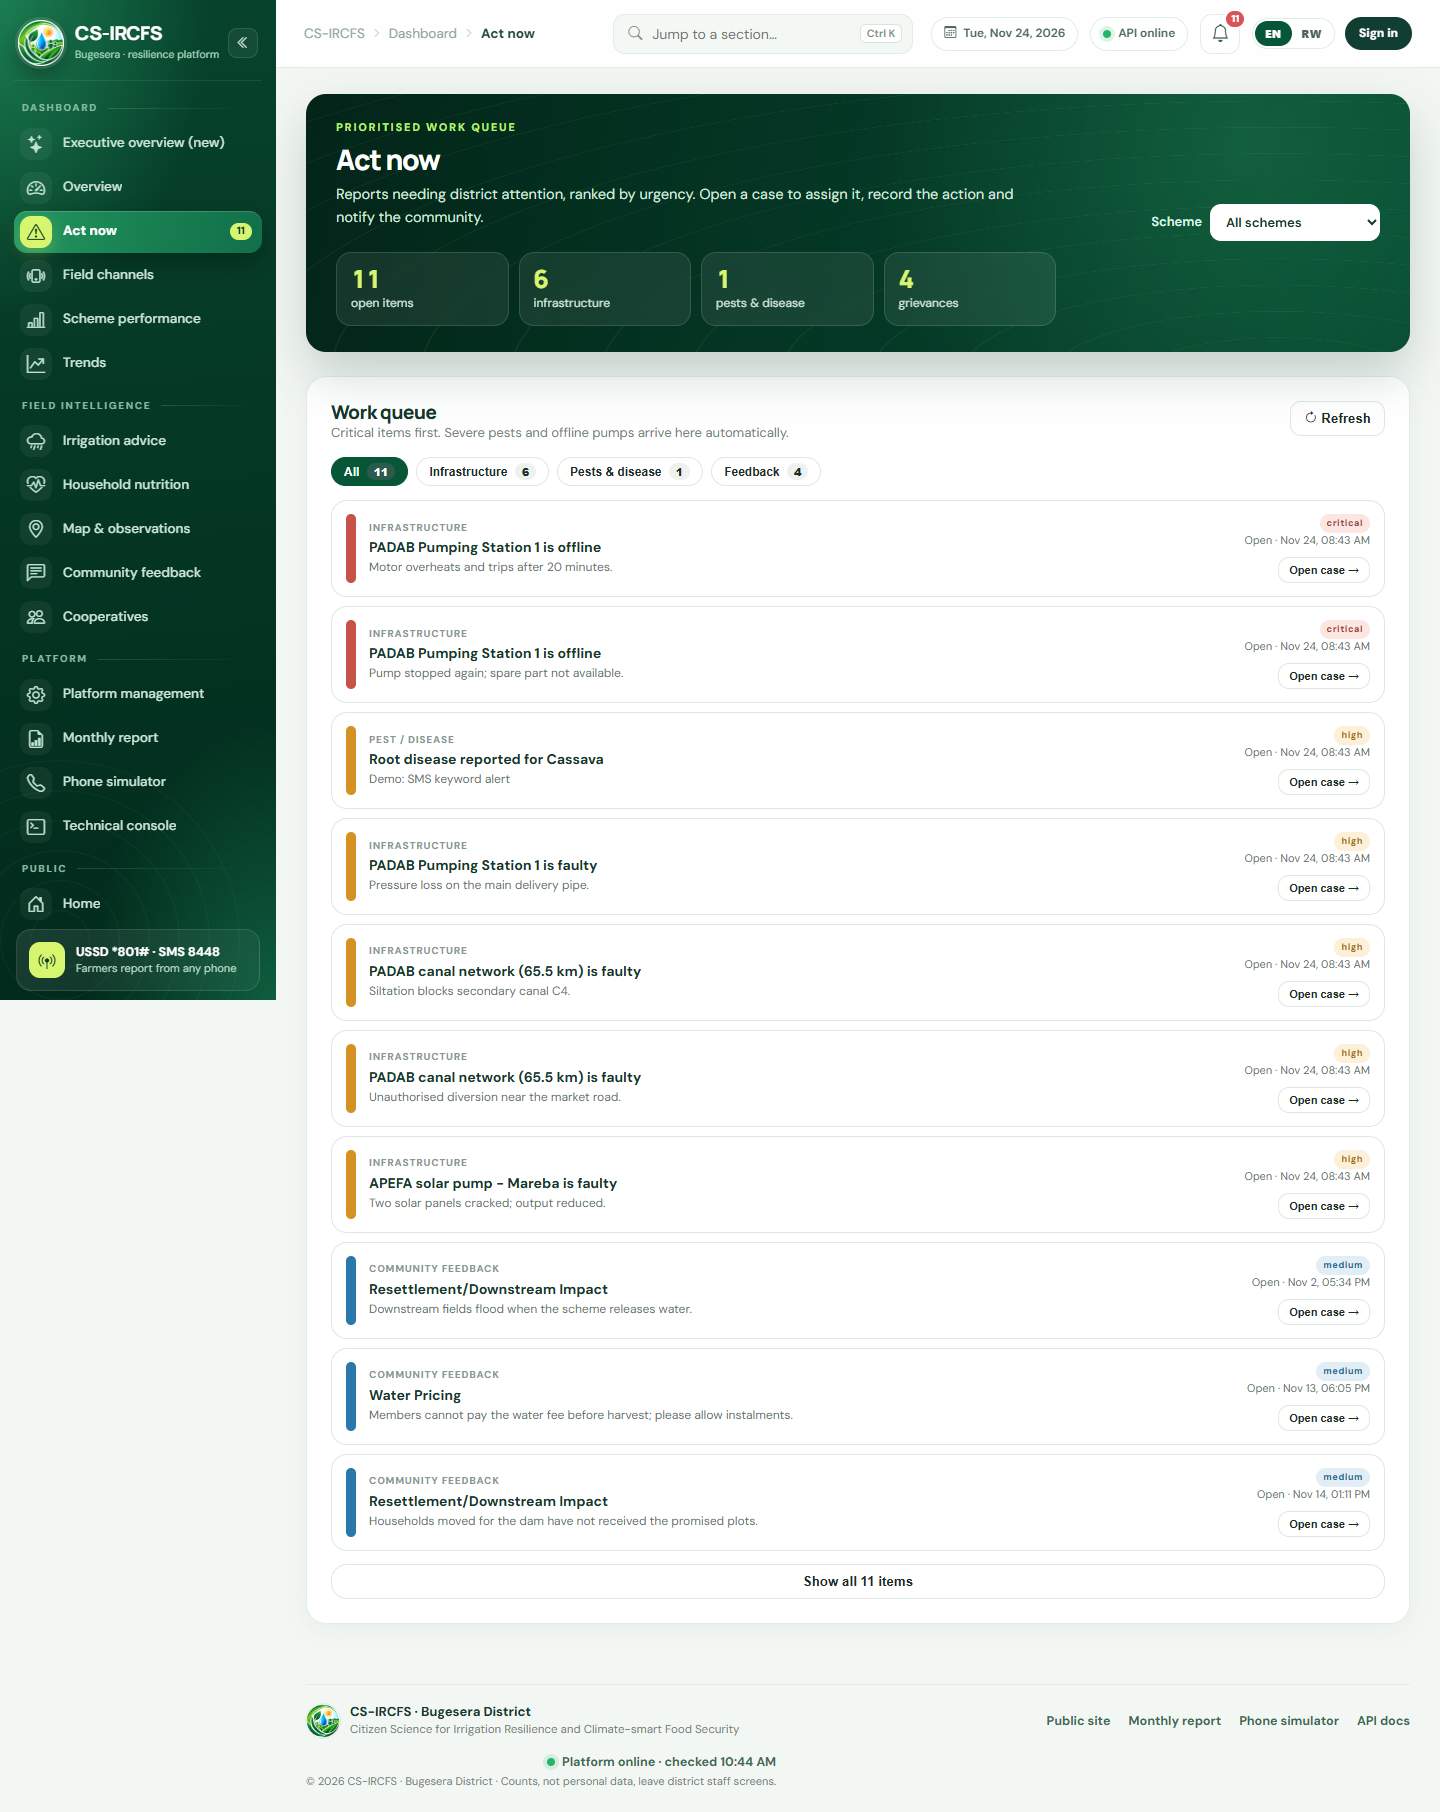 CS-IRCFS
Bugesera · resilience platform
DASHBOARD
Executive overview (new)
Overview
Act now 11
Field channels
Scheme performance
Trends
FIELD INTELLIGENCE
Irrigation advice
Household nutrition
Map & observations
Community feedback
Cooperatives
PLATFORM
Platform management
Monthly report
Phone simulator
Technical console
PUBLIC
Home
USSD *801# · SMS 8448
Farmers report from any phone
CS-IRCFS > Dashboard > Act now
Jump to a section... Ctrl K
Tue, Nov 24, 2026
API online
11
EN RW
Sign in
PRIORITISED WORK QUEUE
Act now
Reports needing district attention, ranked by urgency. Open a case to assign it, record the action and
notify the community.
Scheme All schemes
11
open items
6
infrastructure
1
pests & disease
4
grievances
Work queue
Critical items first. Severe pests and offline pumps arrive here automatically.
Refresh
All 11 Infrastructure 6 Pests & disease 1 Feedback 4
INFRASTRUCTURE
PADAB Pumping Station 1 is offline
Motor overheats and trips after 20 minutes.
critical
Open · Nov 24, 08:43 AM
Open case →
INFRASTRUCTURE
PADAB Pumping Station 1 is offline
Pump stopped again; spare part not available.
critical
Open · Nov 24, 08:43 AM
Open case →
PEST / DISEASE
Root disease reported for Cassava
Demo: SMS keyword alert
high
Open · Nov 24, 08:43 AM
Open case →
INFRASTRUCTURE
PADAB Pumping Station 1 is faulty
Pressure loss on the main delivery pipe.
high
Open · Nov 24, 08:43 AM
Open case →
INFRASTRUCTURE
PADAB canal network (65.5 km) is faulty
Siltation blocks secondary canal C4.
high
Open · Nov 24, 08:43 AM
Open case →
INFRASTRUCTURE
PADAB canal network (65.5 km) is faulty
Unauthorised diversion near the market road.
high
Open · Nov 24, 08:43 AM
Open case →
INFRASTRUCTURE
APEFA solar pump - Mareba is faulty
Two solar panels cracked; output reduced.
high
Open · Nov 24, 08:43 AM
Open case →
COMMUNITY FEEDBACK
Resettlement/Downstream Impact
Downstream fields flood when the scheme releases water.
medium
Open · Nov 2, 05:34 PM
Open case →
COMMUNITY FEEDBACK
Water Pricing
Members cannot pay the water fee before harvest; please allow instalments.
medium
Open · Nov 13, 06:05 PM
Open case →
COMMUNITY FEEDBACK
Resettlement/Downstream Impact
Households moved for the dam have not received the promised plots.
medium
Open · Nov 14, 01:11 PM
Open case →
Show all 11 items
CS-IRCFS · Bugesera District
Citizen Science for Irrigation Resilience and Climate-smart Food Security
Public site Monthly report Phone simulator API docs
Platform online · checked 10:44 AM
© 2026 CS-IRCFS · Bugesera District · Counts, not personal data, leave district staff screens.